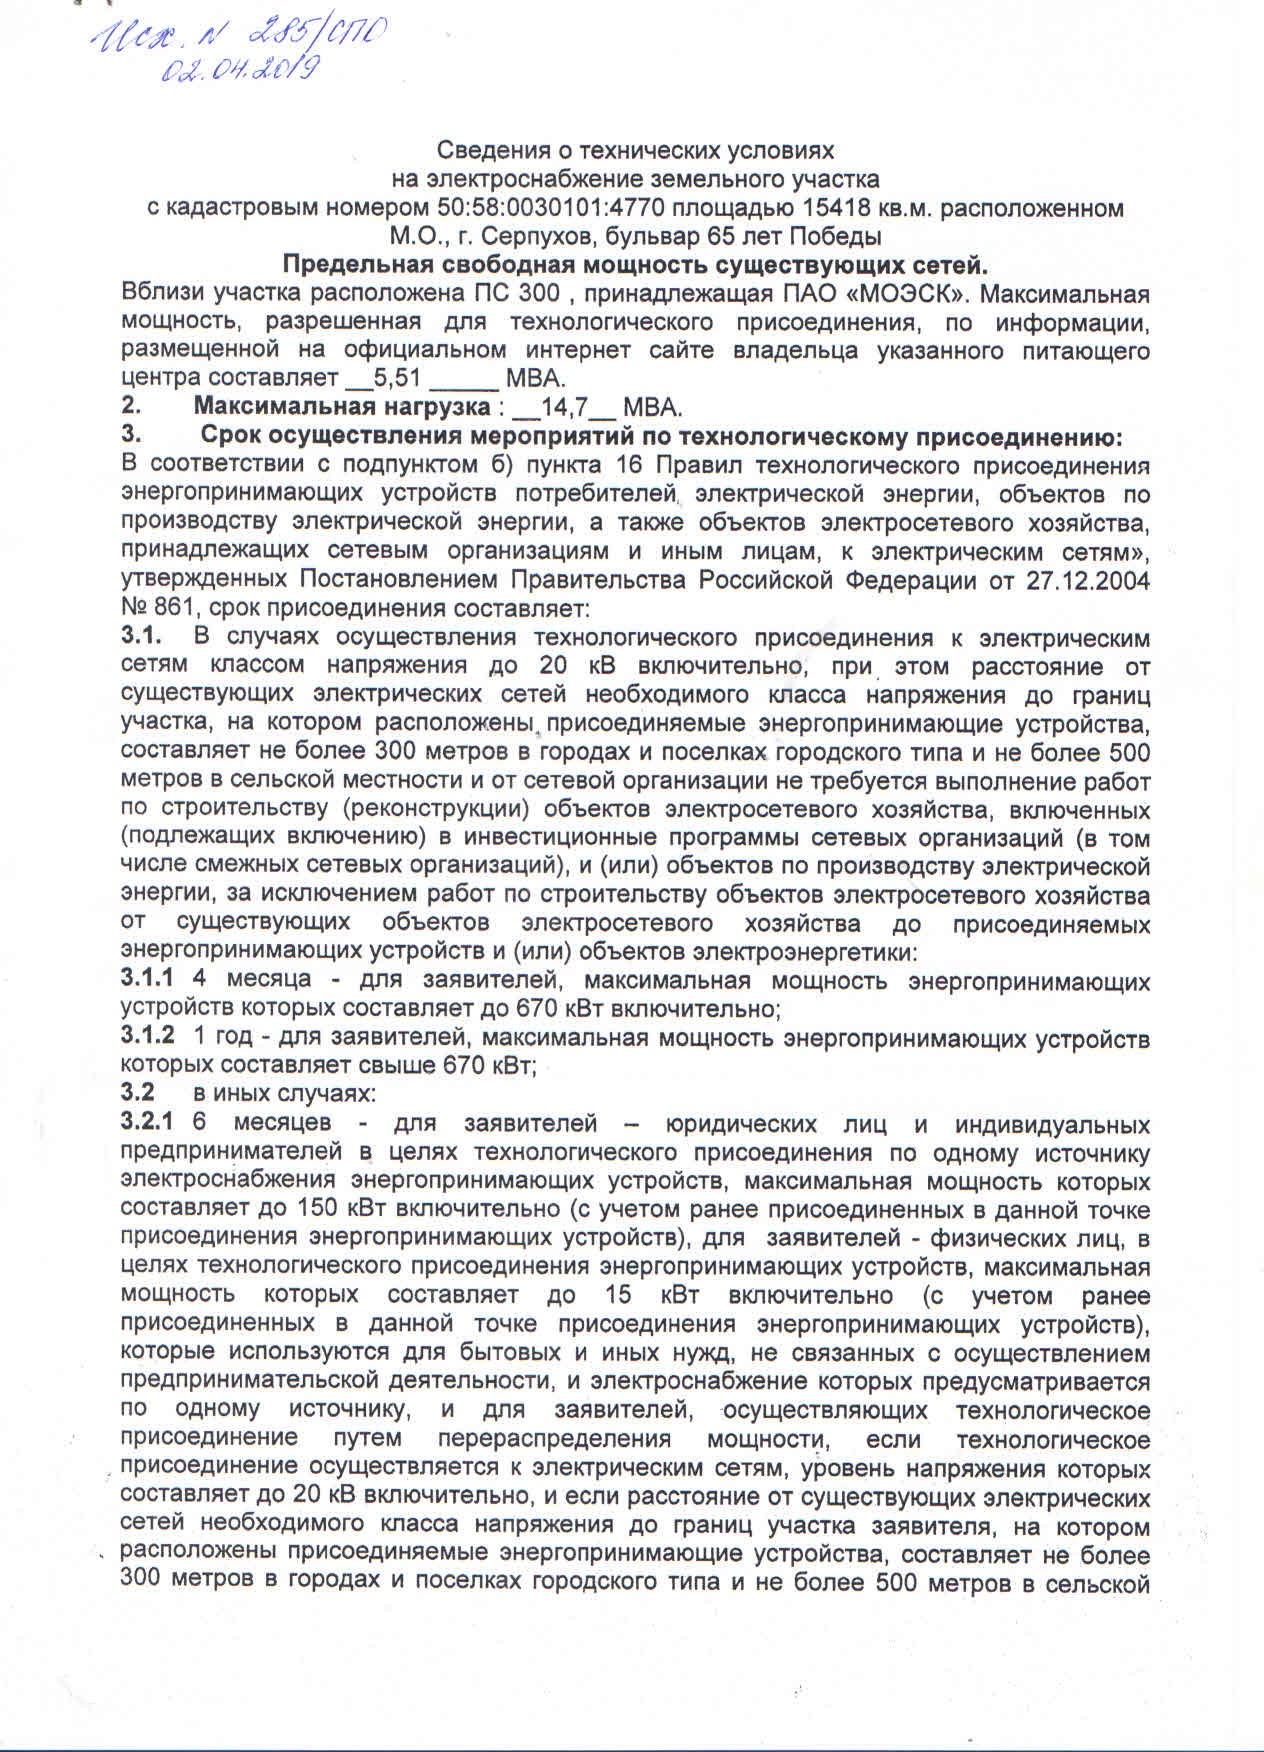 Исх. N 285/СПО
02.04.2019
Сведения о технических условиях
на электроснабжение земельного участка
с кадастровым номером 50:58:0030101:4770 площадью 15418 кв.м. расположенном
М.О., г. Серпухов, бульвар 65 лет Победы
Предельная свободная мощность существующих сетей.
Вблизи участка расположена ПС 300 , принадлежащая ПАО «МОЭСК». Максимальная
мощность, разрешенная для технологического присоединения, по информации,
размещенной на официальном интернет сайте владельца указанного питающего
центра составляет __5,51 _____ МВА.
2. Максимальная нагрузка : __14,7__ МВА.
3. Срок осуществления мероприятий по технологическому присоединению:
В соответствии с подпунктом б) пункта 16 Правил технологического присоединения
энергопринимающих устройств потребителей электрической энергии, объектов по
производству электрической энергии, а также объектов электросетевого хозяйства,
принадлежащих сетевым организациям и иным лицам, к электрическим сетям»,
утвержденных Постановлением Правительства Российской Федерации от 27.12.2004
№ 861, срок присоединения составляет:
3.1. В случаях осуществления технологического присоединения к электрическим
сетям классом напряжения до 20 кВ включительно, при этом расстояние от
существующих электрических сетей необходимого класса напряжения до границ
участка, на котором расположены присоединяемые энергопринимающие устройства,
составляет не более 300 метров в городах и поселках городского типа и не более 500
метров в сельской местности и от сетевой организации не требуется выполнение работ
по строительству (реконструкции) объектов электросетевого хозяйства, включенных
(подлежащих включению) в инвестиционные программы сетевых организаций (в том
числе смежных сетевых организаций), и (или) объектов по производству электрической
энергии, за исключением работ по строительству объектов электросетевого хозяйства
от существующих объектов электросетевого хозяйства до присоединяемых
энергопринимающих устройств и (или) объектов электроэнергетики:
3.1.1 4 месяца - для заявителей, максимальная мощность энергопринимающих
устройств которых составляет до 670 кВт включительно;
3.1.2 1 год - для заявителей, максимальная мощность энергопринимающих устройств
которых составляет свыше 670 кВт;
3.2 в иных случаях:
3.2.1 6 месяцев - для заявителей – юридических лиц и индивидуальных
предпринимателей в целях технологического присоединения по одному источнику
электроснабжения энергопринимающих устройств, максимальная мощность которых
составляет до 150 кВт включительно (с учетом ранее присоединенных в данной точке
присоединения энергопринимающих устройств), для заявителей - физических лиц, в
целях технологического присоединения энергопринимающих устройств, максимальная
мощность которых составляет до 15 кВт включительно (с учетом ранее
присоединенных в данной точке присоединения энергопринимающих устройств),
которые используются для бытовых и иных нужд, не связанных с осуществлением
предпринимательской деятельности, и электроснабжение которых предусматривается
по одному источнику, и для заявителей, осуществляющих технологическое
присоединение путем перераспределения мощности, если технологическое
присоединение осуществляется к электрическим сетям, уровень напряжения которых
составляет до 20 кВ включительно, и если расстояние от существующих электрических
сетей необходимого класса напряжения до границ участка заявителя, на котором
расположены присоединяемые энергопринимающие устройства, составляет не более
300 метров в городах и поселках городского типа и не более 500 метров в сельской